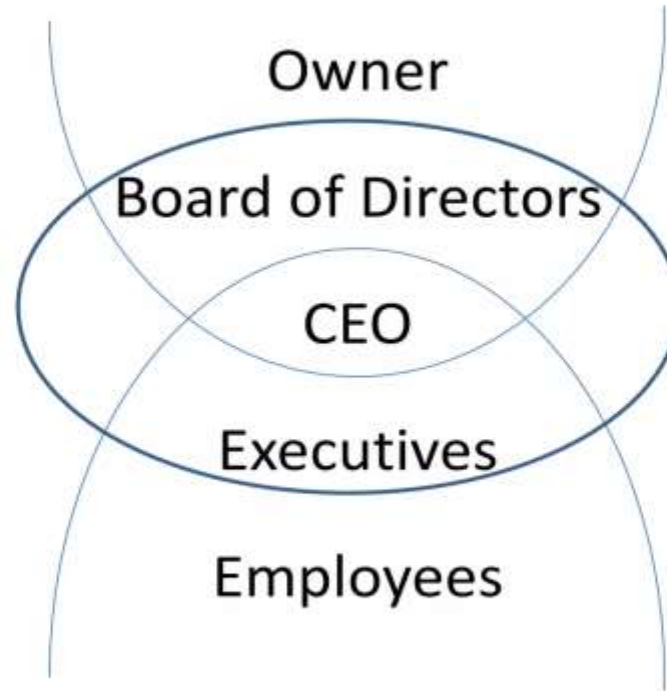 Owner
Board of Directors
CEO
Executives
Employees